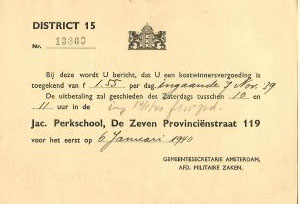 DISTRICT 15
Nr. 13360
Bij deze wordt U bericht, dat U een kostwinnersvergoeding is
toegekend van f 1.55 per dag, ingaande 7 Nov. '39
De uitbetaling zal geschieden des Zaterdags tusschen 10 en
11 uur in de
Jac. Perkschool, De Zeven Provinciënstraat 119
voor het eerst op 6 Januari 1940
GEMEENTESECRETARIE AMSTERDAM,
AFD. MILITAIRE ZAKEN.